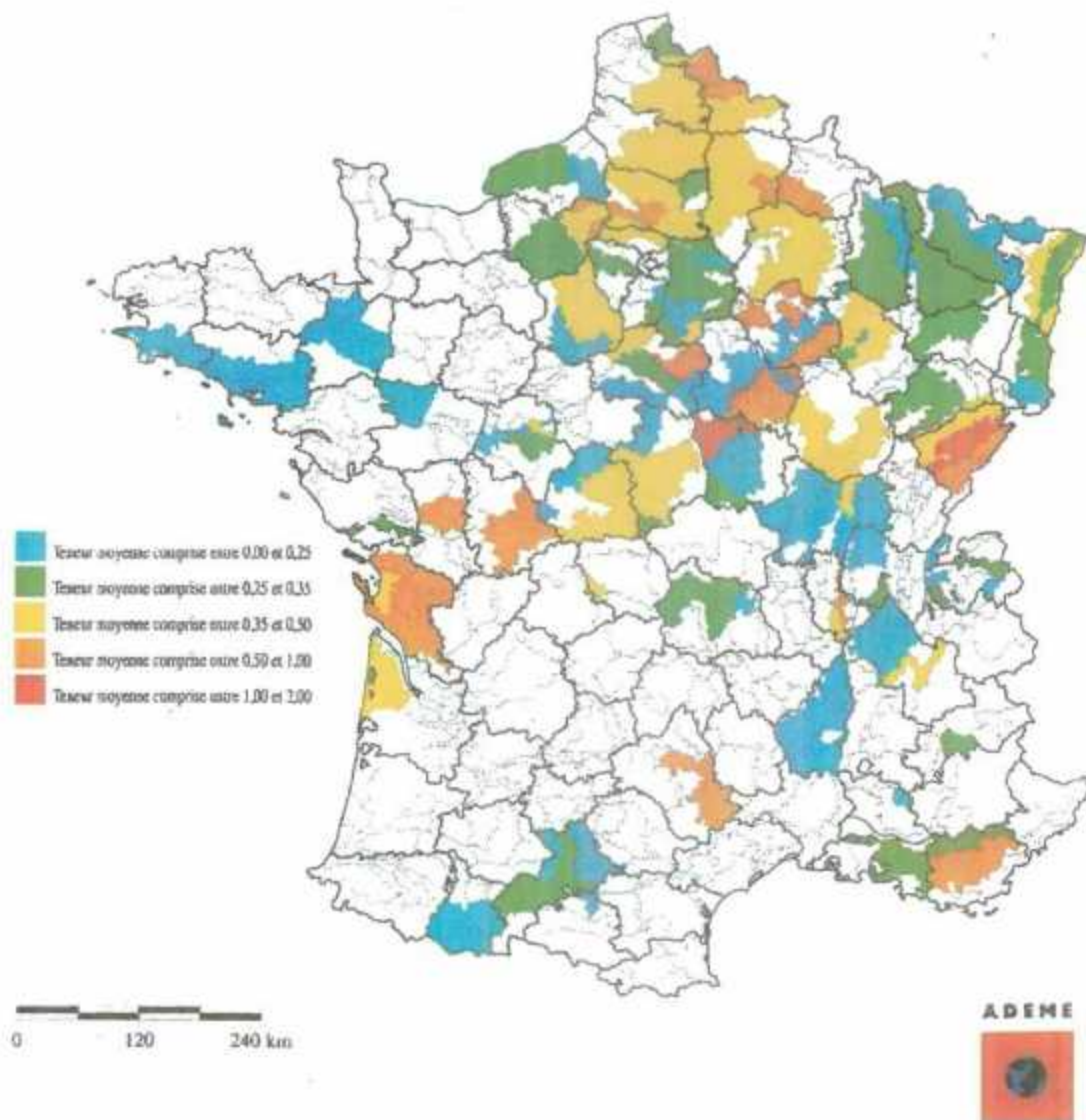 Teneur moyenne comprise entre 0,00 et 0,25
Teneur moyenne comprise entre 0,25 et 0,35
Teneur moyenne comprise entre 0,35 et 0,50
Teneur moyenne comprise entre 0,50 et 1,00
Teneur moyenne comprise entre 1,00 et 2,00
0 120 240 km
ADEME